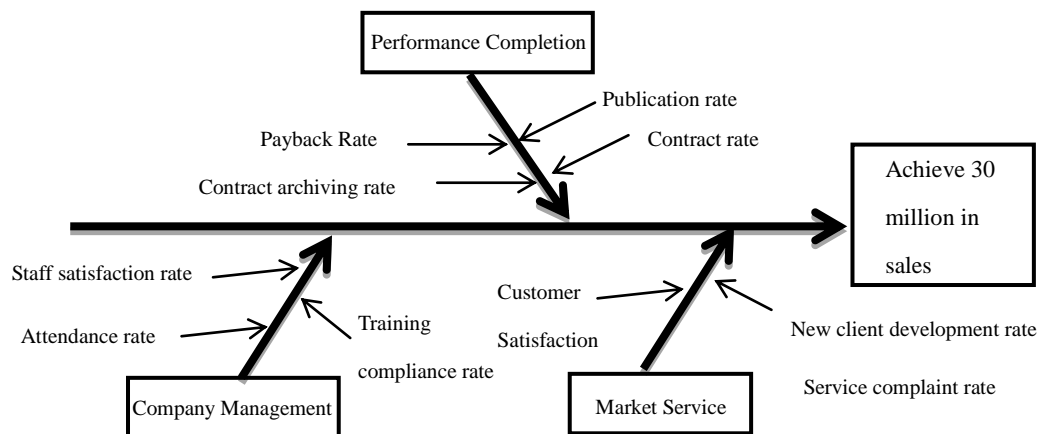 Performance Completion
Publication rate
Payback Rate
Contract rate
Contract archiving rate
Achieve 30
million in
sales
Staff satisfaction rate
Customer
Satisfaction
Attendance rate
Training
compliance rate
New client development rate
Service complaint rate
Company Management
Market Service